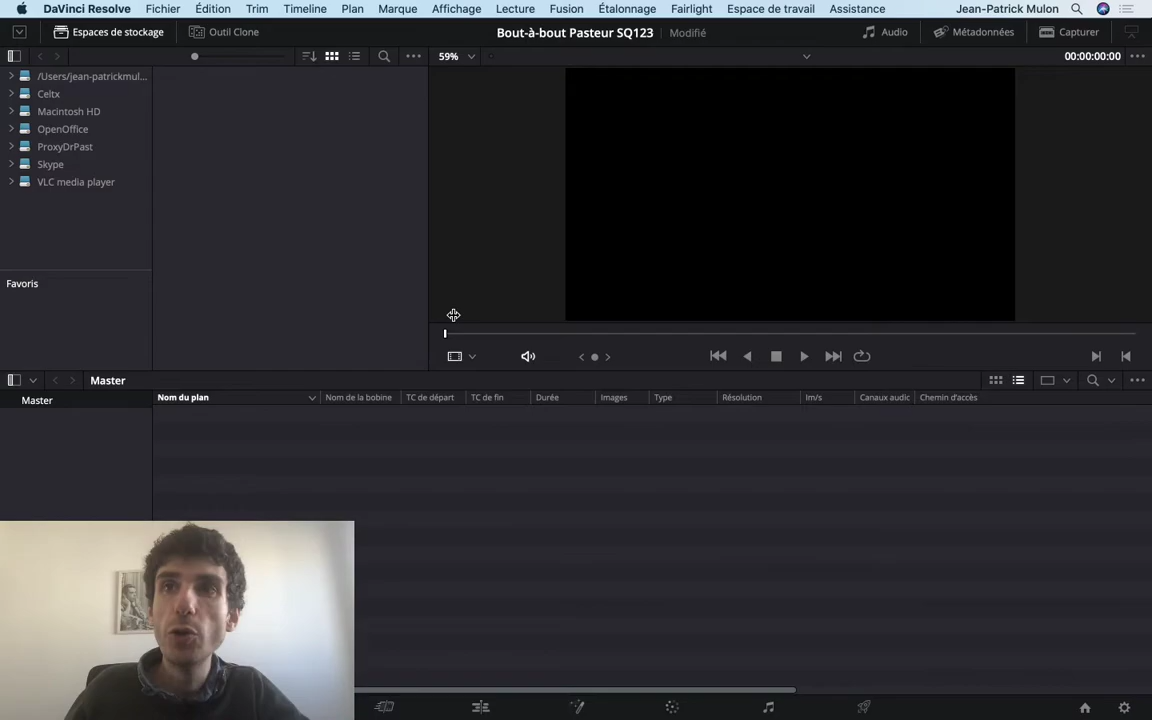 DaVinci Resolve Fichier Édition Trim Timeline Plan Marque Affichage Lecture Fusion Étalonnage Fairlight Espace de travail Assistance Jean-Patrick Mulon
Espaces de stockage Outil Clone Bout-à-bout Pasteur SQ123 Modifié Audio Métadonnées Capturer
59% 00:00:00:00
/Users/jean-patrickmul...
Celtx
Macintosh HD
OpenOffice
ProxyDrPast
Skype
VLC media player
Favoris
Master
Master
Nom du plan Nom de la bobine TC de départ TC de fin Durée Images Type Résolution Im/s Canaux audic Chemin d'accès